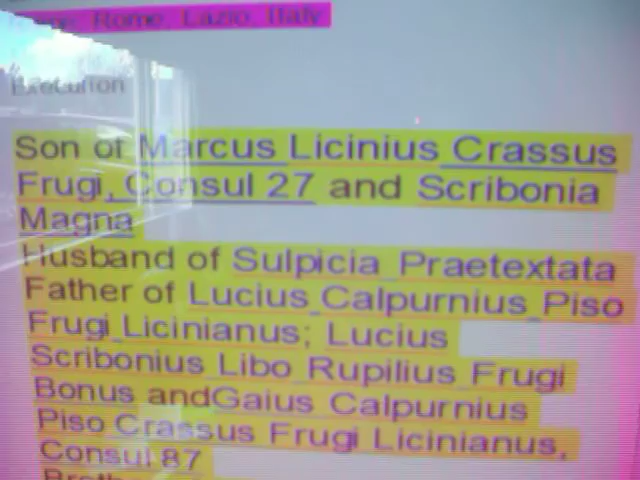 Rome, Lazio, Italy
Execution
Son of Marcus Licinius Crassus
Frugi, Consul 27 and Scribonia
Magna
Husband of Sulpicia Praetextata
Father of Lucius Calpurnius Piso
Frugi Licinianus; Lucius
Scribonius Libo Rupilius Frugi
Bonus andGaius Calpurnius
Piso Crassus Frugi Licinianus,
Consul 87